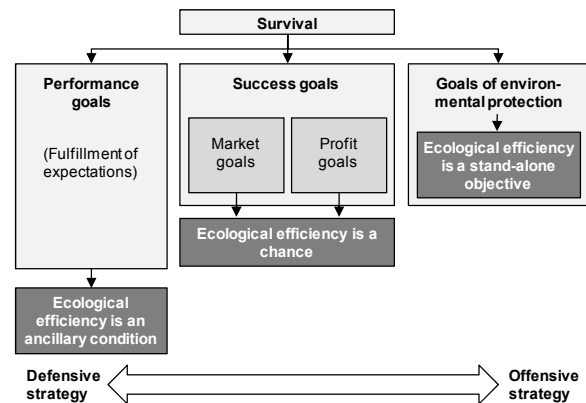 Survival
Performance
goals
(Fulfillment of
expectations)
Ecological
efficiency is an
ancillary condition
Success goals
Market
goals
Profit
goals
Ecological efficiency is a
chance
Goals of environ-
mental protection
Ecological efficiency
is a stand-alone
objective
Defensive
strategy
Offensive
strategy